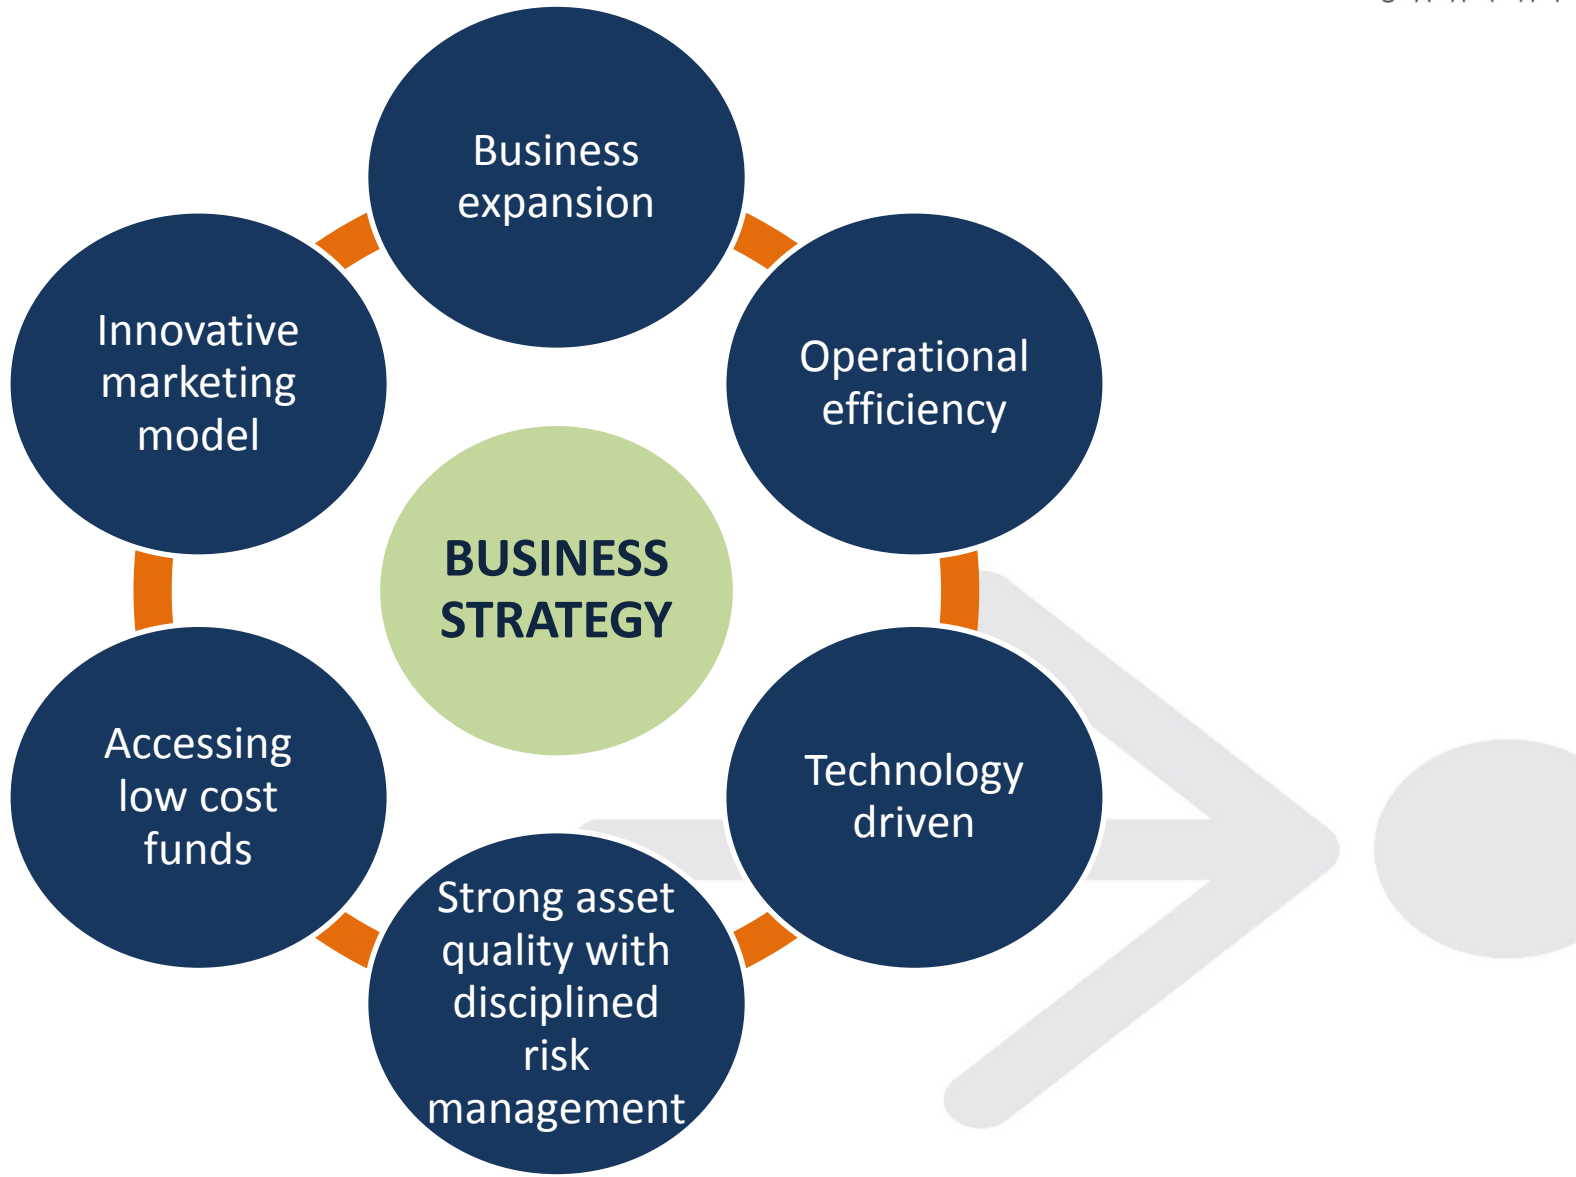 Business
expansion
Operational
efficiency
Technology
driven
Strong asset
quality with
disciplined
risk
management
Accessing
low cost
funds
Innovative
marketing
model
BUSINESS
STRATEGY